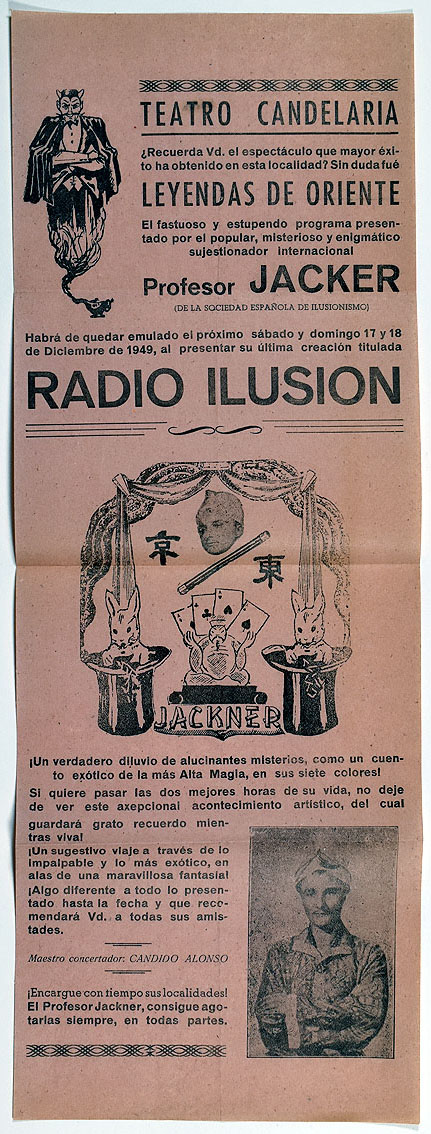 TEATRO CANDELARIA
¿Recuerda Vd. el espectáculo que mayor éxi-
to ha obtenido en esta localidad? Sin duda fué
LEYENDAS DE ORIENTE
El fastuoso y estupendo programa presen-
tado por el popular, misterioso y enigmático
sujestionador internacional
Profesor JACKER
(DE LA SOCIEDAD ESPAÑOLA DE ILUSIONISMO)
Habrá de quedar emulado el próximo sábado y domingo 17 y 18
de Diciembre de 1949, al presentar su última creación titulada
RADIO ILUSION
京
東
JACKNER
¡Un verdadero diluvio de alucinantes misterios, como un cuen-
to exótico de la más Alta Magia, en sus siete colores!
Si quiere pasar las dos mejores horas de su vida, no deje
de ver este axepcional acontecimiento artístico, del cual
guardará grato recuerdo mien-
tras viva!
¡Un sugestivo viaje a través de lo
impalpable y lo más exótico, en
alas de una maravillosa fantasía!
¡Algo diferente a todo lo presen-
tado hasta la fecha y que reco-
mendará Vd. a todas sus amis-
tades.
Maestro concertador: CANDIDO ALONSO
¡Encargue con tiempo sus localidades!
El Profesor Jackner, consigue ago-
tarlas siempre, en todas partes.